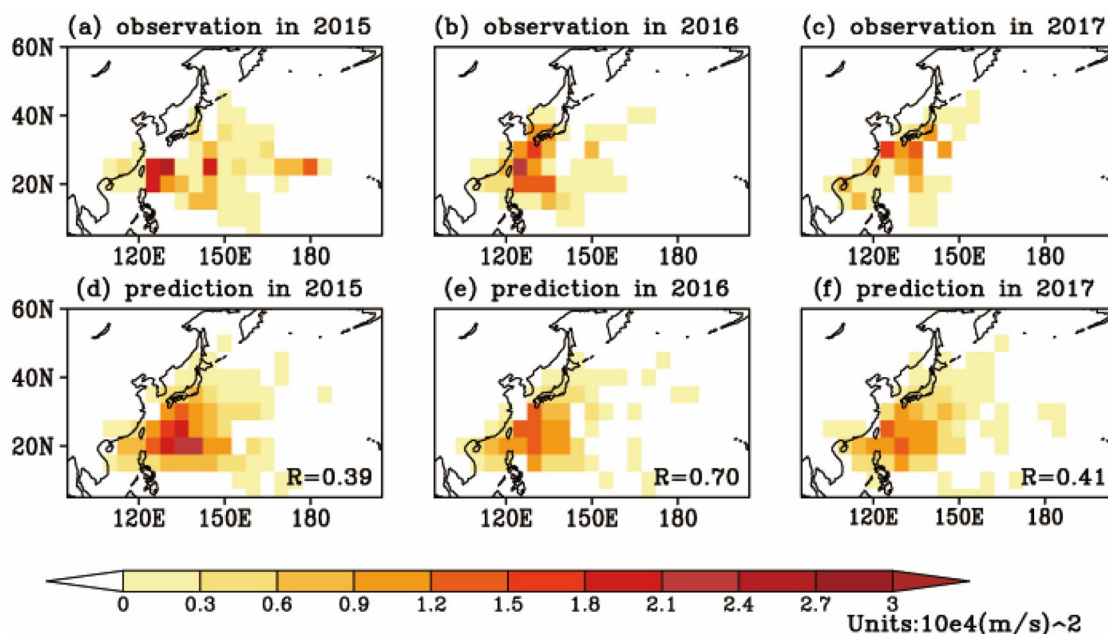 (a) observation in 2015
(b) observation in 2016
(c) observation in 2017
60N
40N
20N
120E 150E 180
120E 150E 180
120E 150E 180
(d) prediction in 2015
(e) prediction in 2016
(f) prediction in 2017
60N
40N
20N
R=0.39
R=0.70
R=0.41
120E 150E 180
120E 150E 180
120E 150E 180
0 0.3 0.6 0.9 1.2 1.5 1.8 2.1 2.4 2.7 3
Units:10e4(m/s)^2